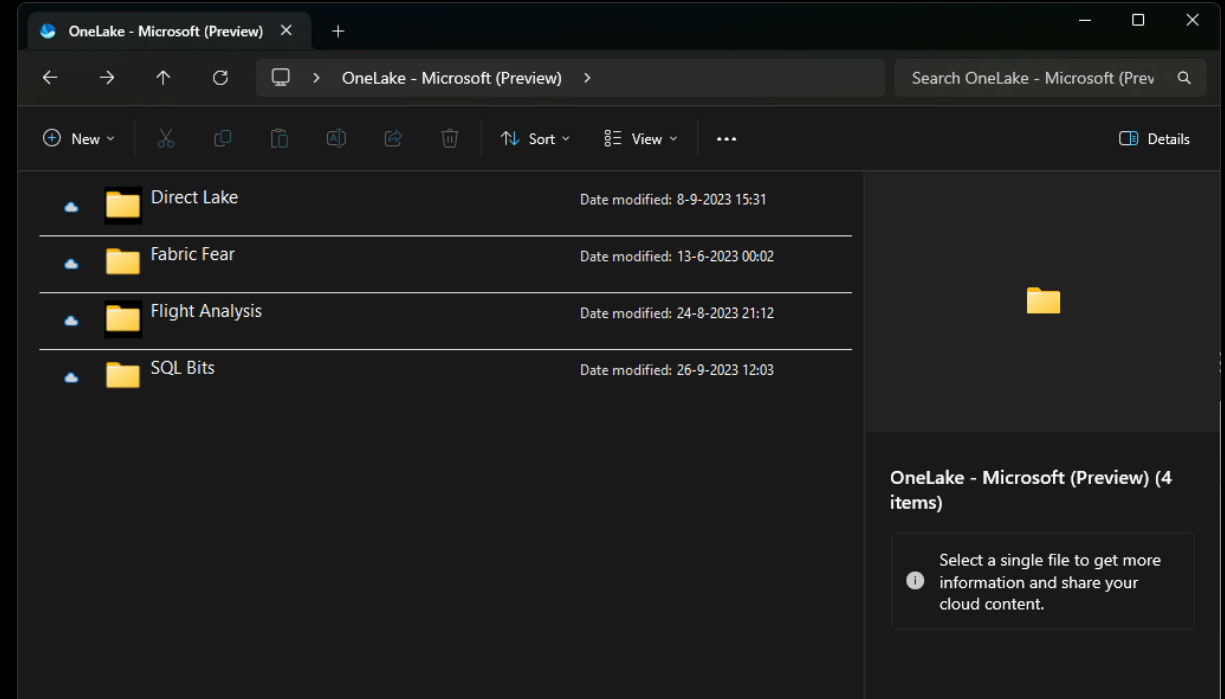 OneLake - Microsoft (Preview)
OneLake - Microsoft (Preview)
Search OneLake - Microsoft (Prev
New
Sort
View
Details
Direct Lake
Date modified: 8-9-2023 15:31
Fabric Fear
Date modified: 13-6-2023 00:02
Flight Analysis
Date modified: 24-8-2023 21:12
SQL Bits
Date modified: 26-9-2023 12:03
OneLake - Microsoft (Preview) (4
items)
Select a single file to get more
information and share your
cloud content.